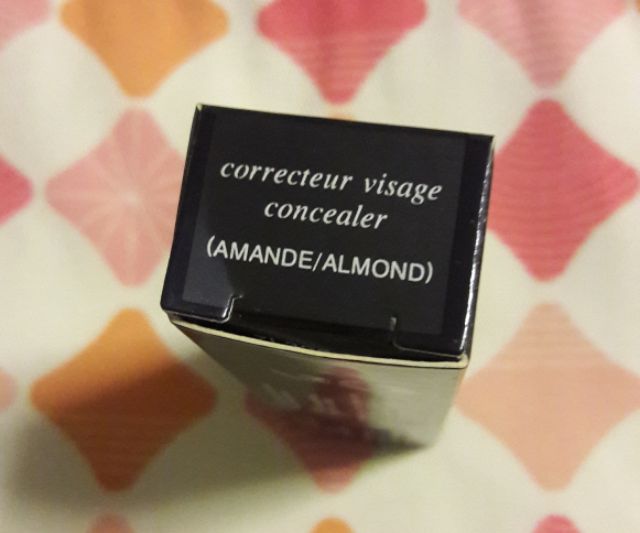 correcteur visage
concealer
(AMANDE/ALMOND)